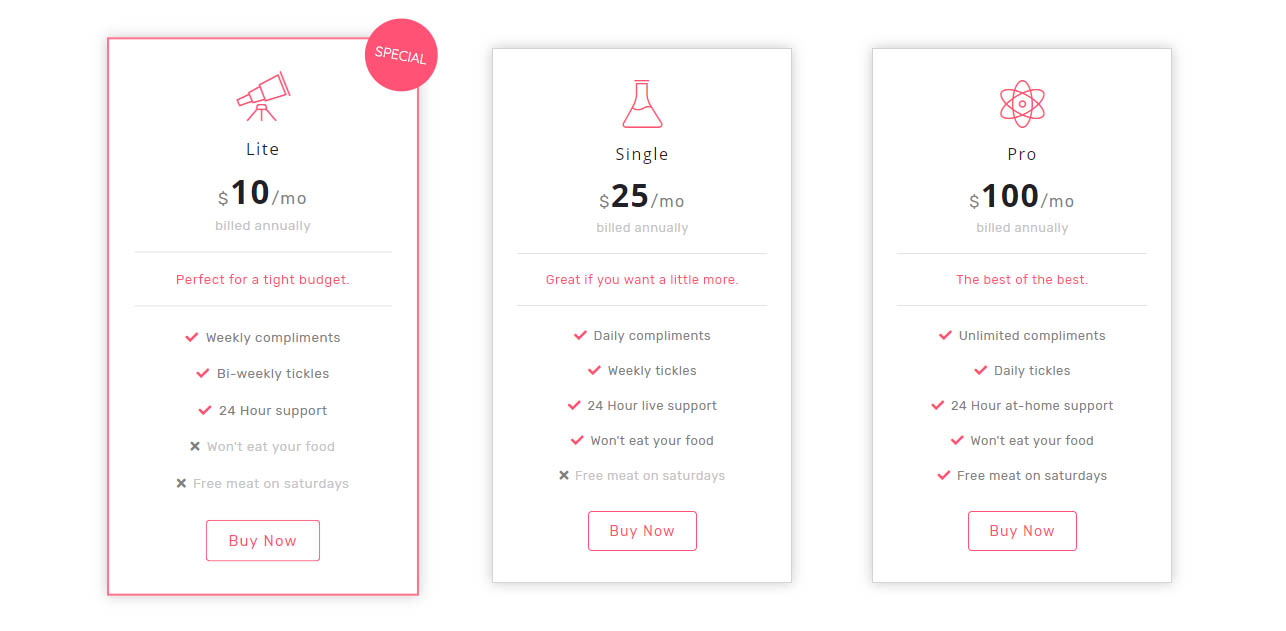 SPECIAL
Lite
$10/mo
billed annually
Perfect for a tight budget.
Weekly compliments
Bi-weekly tickles
24 Hour support
Won't eat your food
Free meat on saturdays
Buy Now
Single
$25/mo
billed annually
Great if you want a little more.
Daily compliments
Weekly tickles
24 Hour live support
Won't eat your food
Free meat on saturdays
Buy Now
Pro
$100/mo
billed annually
The best of the best.
Unlimited compliments
Daily tickles
24 Hour at-home support
Won't eat your food
Free meat on saturdays
Buy Now